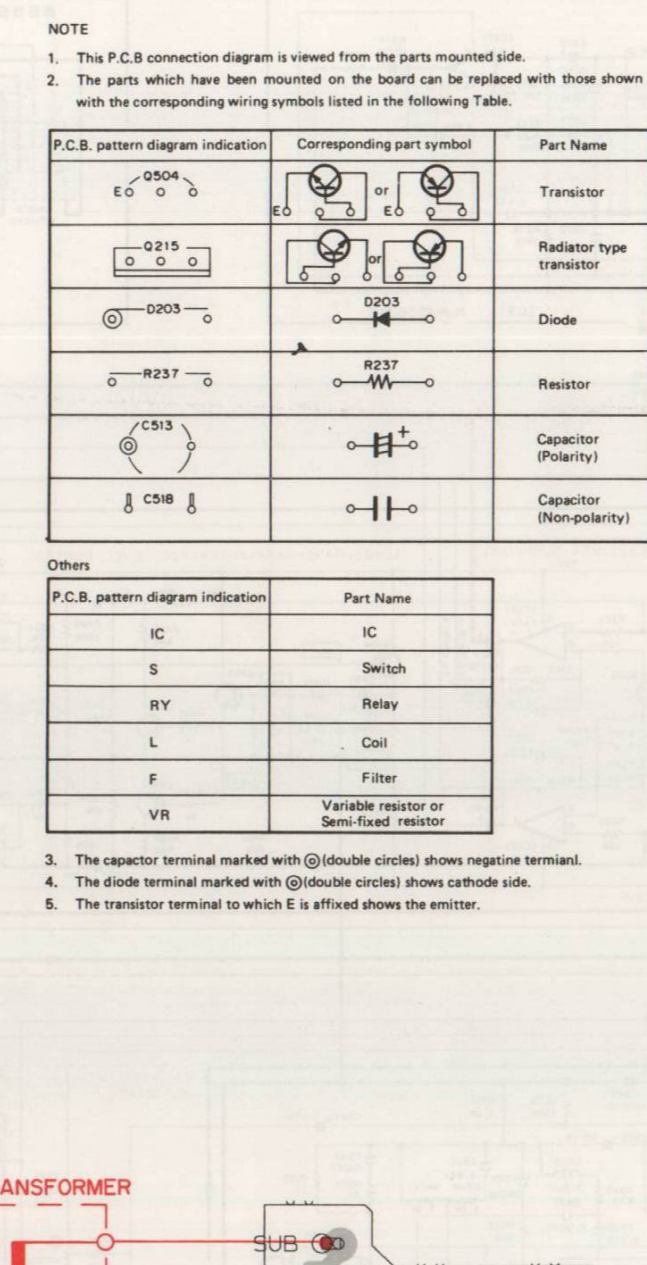 NOTE
1. This P.C.B connection diagram is viewed from the parts mounted side.
2. The parts which have been mounted on the board can be replaced with those shown
with the corresponding wiring symbols listed in the following Table.
P.C.B. pattern diagram indication Corresponding part symbol Part Name
Q504
E E or E Transistor
Q215 or Radiator type
transistor
D203 D203 Diode
R237 R237 Resistor
C513 + Capacitor
(Polarity)
C518 Capacitor
(Non-polarity)
Others
P.C.B. pattern diagram indication Part Name
IC IC
S Switch
RY Relay
L Coil
F Filter
VR Variable resistor or
Semi-fixed resistor
3. The capactor terminal marked with ◎(double circles) shows negatine termianl.
4. The diode terminal marked with ◎(double circles) shows cathode side.
5. The transistor terminal to which E is affixed shows the emitter.
ANSFORMER
SUB